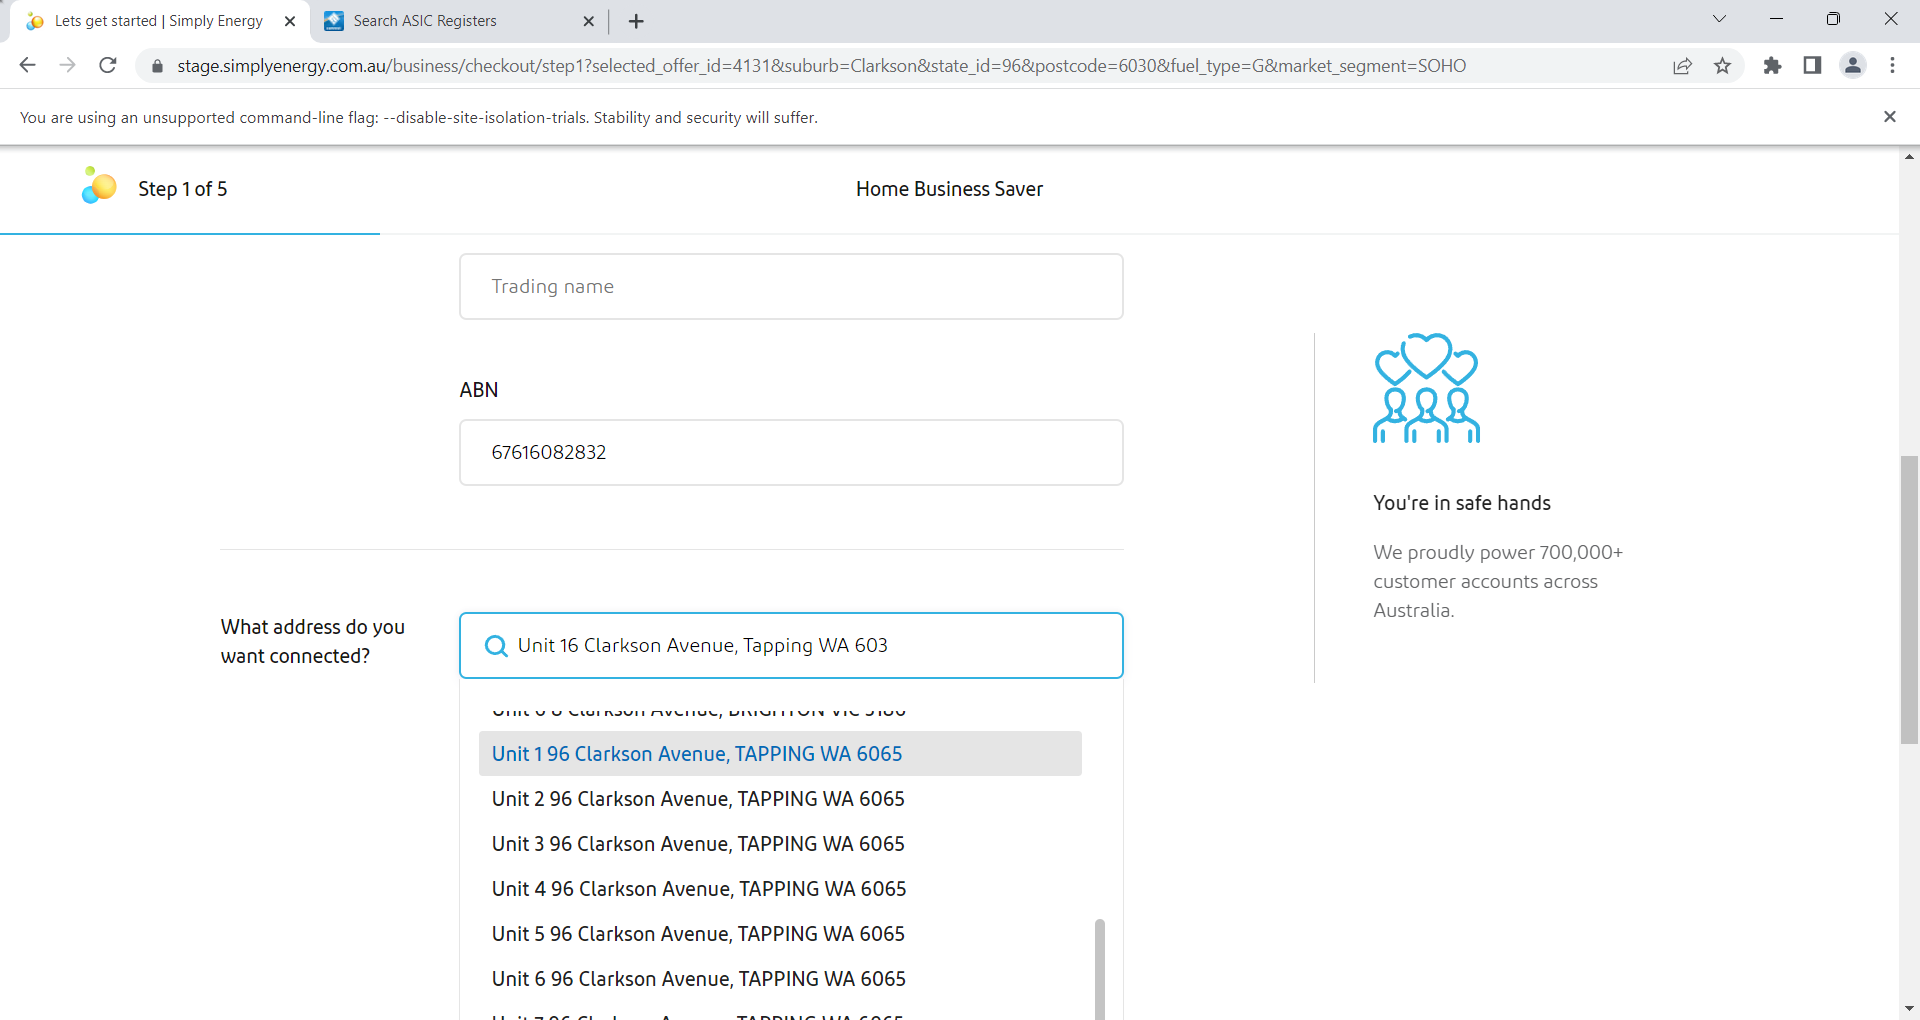 Lets get started | Simply Energy
Search ASIC Registers
stage.simplyenergy.com.au/business/checkout/step1?selected_offer_id=4131&suburb=Clarkson&state_id=96&postcode=6030&fuel_type=G&market_segment=SOHO
You are using an unsupported command-line flag: --disable-site-isolation-trials. Stability and security will suffer.
Step 1 of 5
Home Business Saver
Trading name
ABN
67616082832
You're in safe hands
We proudly power 700,000+
customer accounts across
Australia.
What address do you
want connected?
Unit 16 Clarkson Avenue, Tapping WA 603
Clarkson Avenue, BRIGHTON VIC
Unit 1 96 Clarkson Avenue, TAPPING WA 6065
Unit 2 96 Clarkson Avenue, TAPPING WA 6065
Unit 3 96 Clarkson Avenue, TAPPING WA 6065
Unit 4 96 Clarkson Avenue, TAPPING WA 6065
Unit 5 96 Clarkson Avenue, TAPPING WA 6065
Unit 6 96 Clarkson Avenue, TAPPING WA 6065